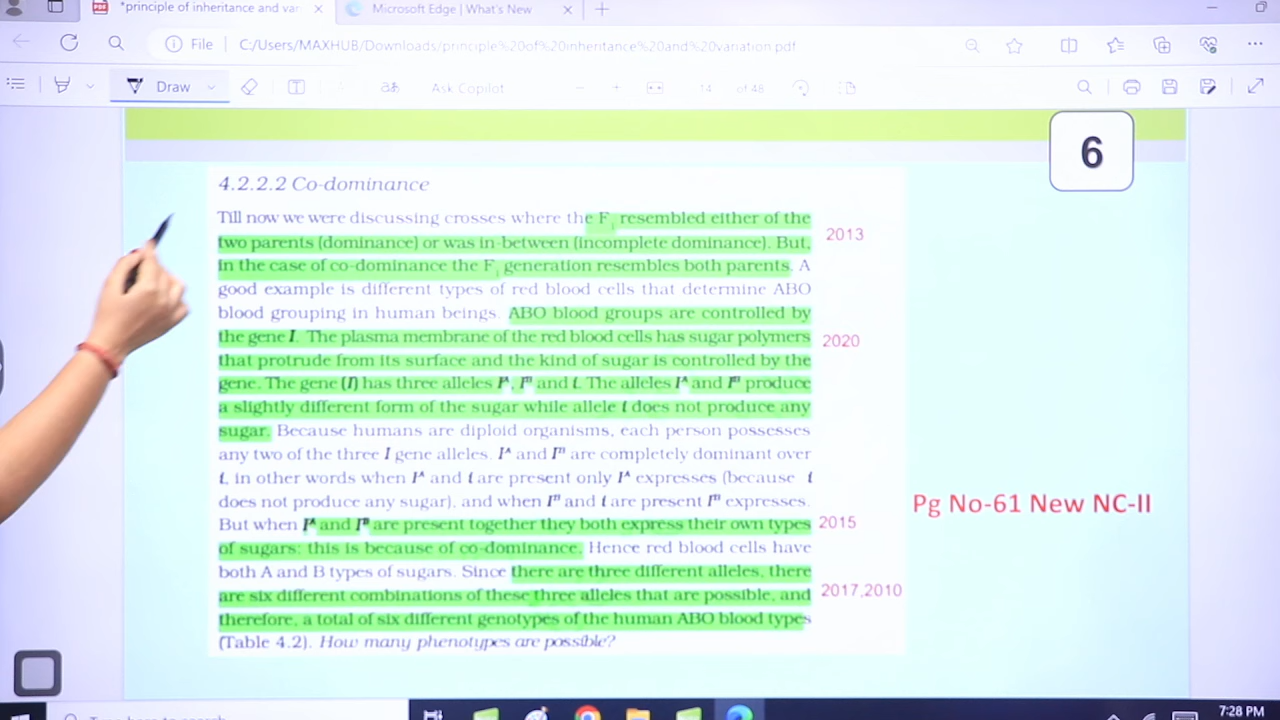 *principle of inheritance and var
Microsoft Edge | What's New
File
C:/Users/MAXHUB/Downloads/principle%20of%20inheritance%20and%20variation.pdf
Draw
Ask Copilot
14 of 48
6
4.2.2.2 Co-dominance
Till now we were discussing crosses where the F₁ resembled either of the
two parents (dominance) or was in-between (incomplete dominance). But,
2013
in the case of co-dominance the F₁ generation resembles both parents. A
good example is different types of red blood cells that determine ABO
blood grouping in human beings. ABO blood groups are controlled by
the gene I. The plasma membrane of the red blood cells has sugar polymers
2020
that protrude from its surface and the kind of sugar is controlled by the
gene. The gene (I) has three alleles Iᴬ, Iᴮ and i. The alleles Iᴬ and Iᴮ produce
a slightly different form of the sugar while allele i does not produce any
sugar. Because humans are diploid organisms, each person possesses
any two of the three I gene alleles. Iᴬ and Iᴮ are completely dominant over
i, in other words when Iᴬ and i are present only Iᴬ expresses (because i
does not produce any sugar), and when Iᴮ and i are present Iᴮ expresses.
Pg No-61 New NC-II
But when Iᴬ and Iᴮ are present together they both express their own types
2015
of sugars: this is because of co-dominance. Hence red blood cells have
both A and B types of sugars. Since there are three different alleles, there
are six different combinations of these three alleles that are possible, and
2017,2010
therefore, a total of six different genotypes of the human ABO blood types
(Table 4.2). How many phenotypes are possible?
7:28 PM